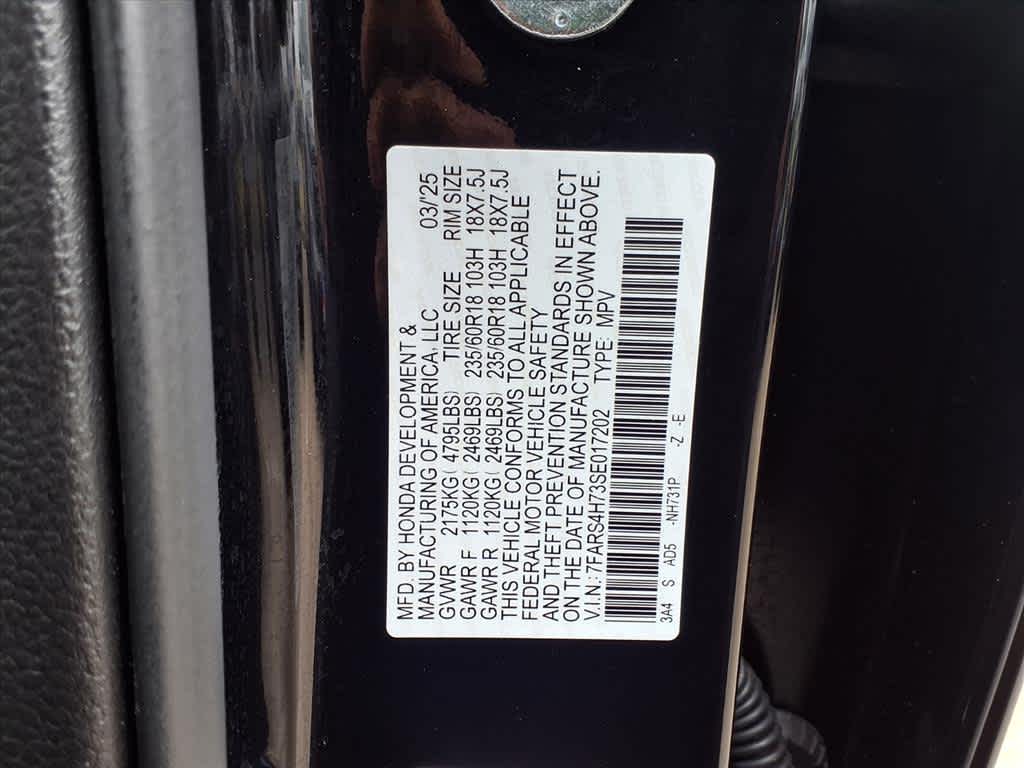 MFD. BY HONDA DEVELOPMENT &
MANUFACTURING OF AMERICA, LLC 03/'25
GVWR 2175KG( 4795LBS) TIRE SIZE RIM SIZE
GAWR F 1120KG( 2469LBS) 235/60R18 103H 18X7.5J
GAWR R 1120KG( 2469LBS) 235/60R18 103H 18X7.5J
THIS VEHICLE CONFORMS TO ALL APPLICABLE
FEDERAL MOTOR VEHICLE SAFETY
AND THEFT PREVENTION STANDARDS IN EFFECT
ON THE DATE OF MANUFACTURE SHOWN ABOVE.
V.I.N.: 7FARS4H73SE017202 TYPE: MPV
3A4 S AD5 -NH731P -Z -E